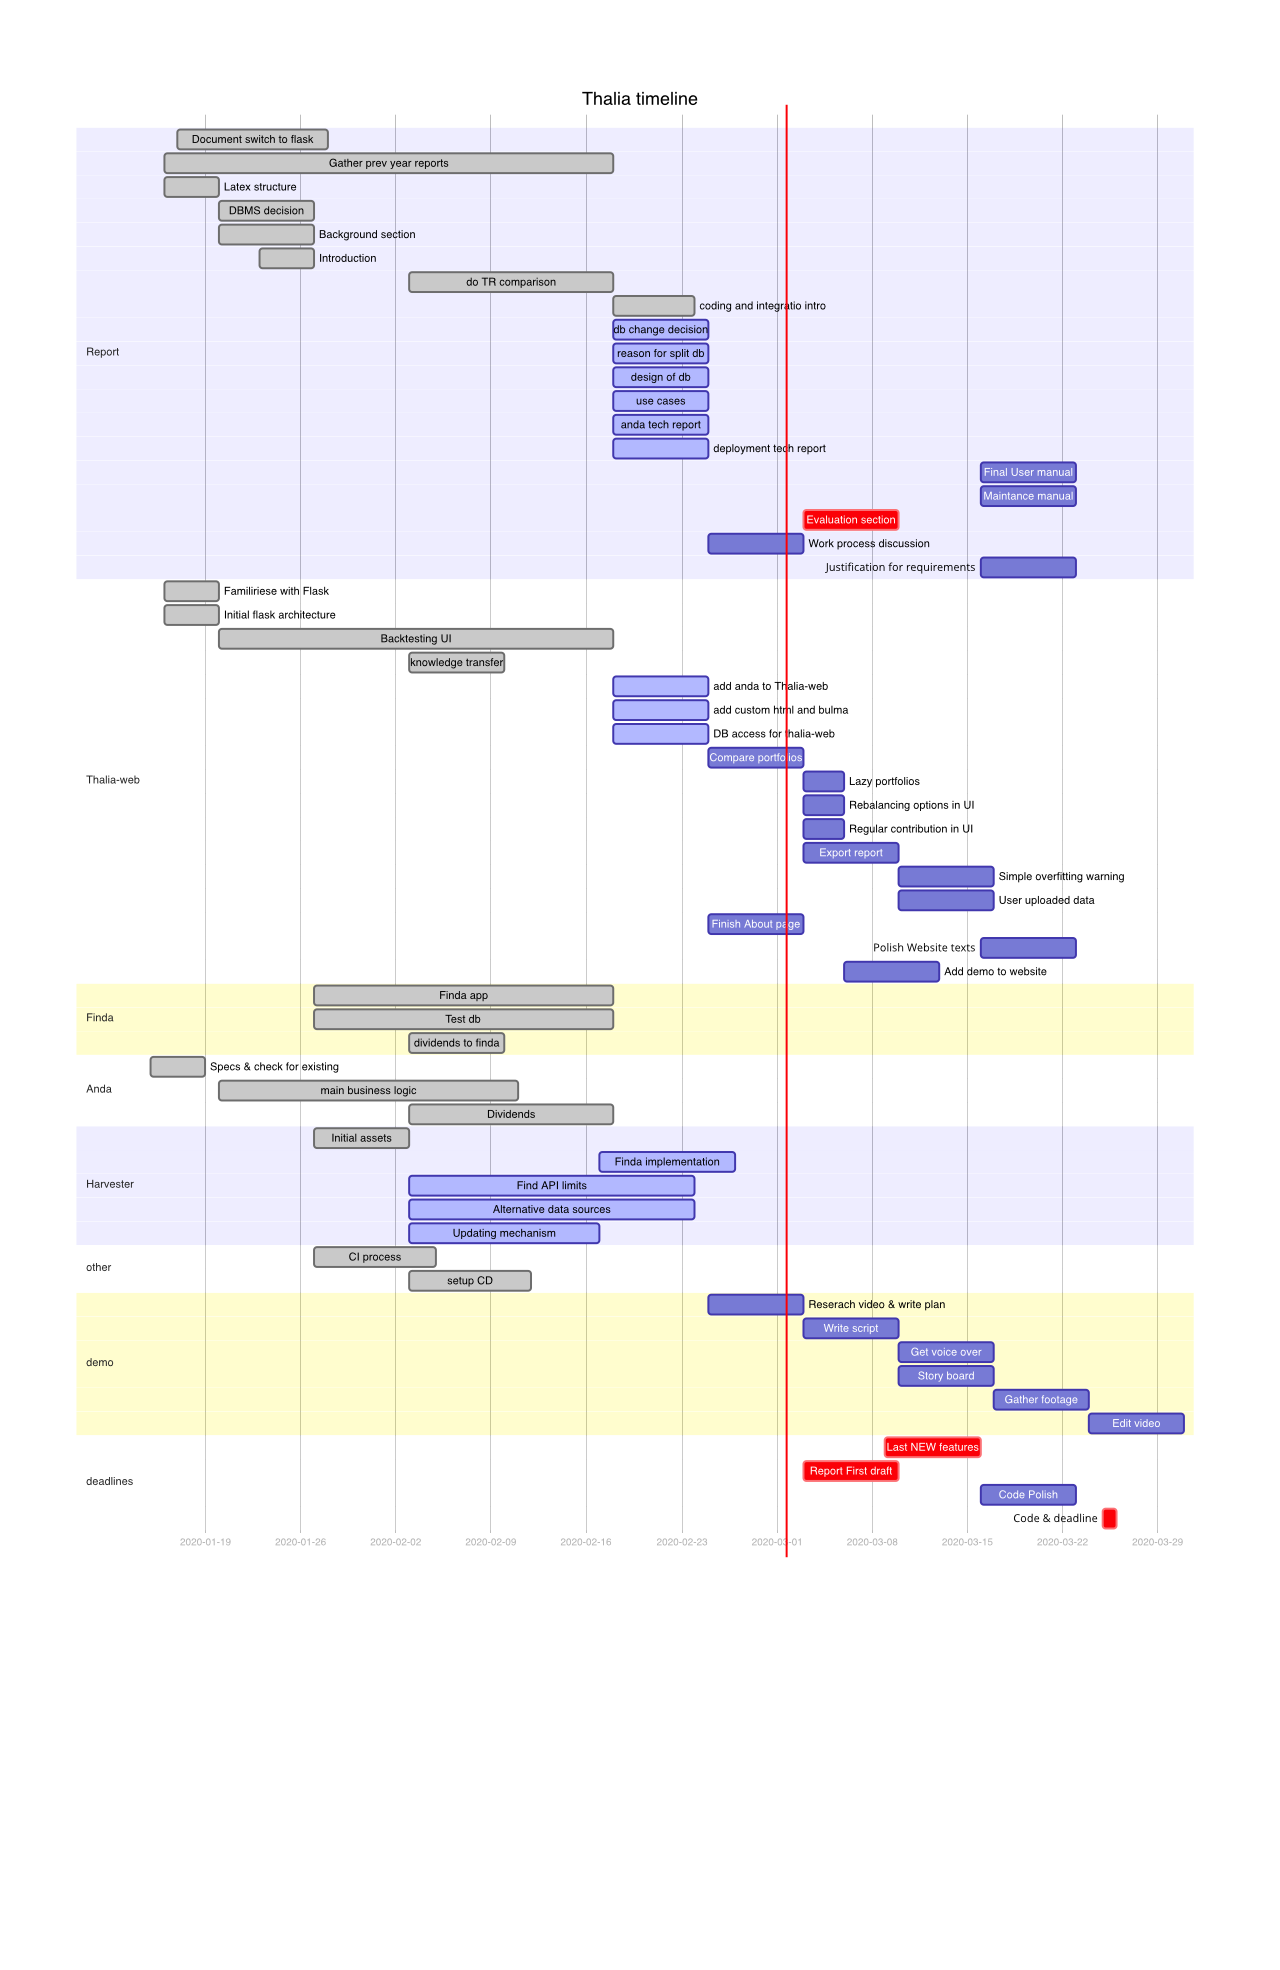 Thalia timeline
Document switch to flask
Gather prev year reports
Latex structure
DBMS decision
Background section
Introduction
do TR comparison
coding and integratio intro
db change decision
Report
reason for split db
design of db
use cases
anda tech report
deployment tech report
Final User manual
Maintance manual
Evaluation section
Work process discussion
Justification for requirements
Familiriese with Flask
Initial flask architecture
Backtesting UI
knowledge transfer
add anda to Thalia-web
add custom html and bulma
DB access for thalia-web
Compare portfolios
Thalia-web
Lazy portfolios
Rebalancing options in UI
Regular contribution in UI
Export report
Simple overfitting warning
User uploaded data
Finish About page
Polish Website texts
Add demo to website
Finda app
Finda
Test db
dividends to finda
Specs & check for existing
Anda
main business logic
Dividends
Initial assets
Finda implementation
Harvester
Find API limits
Alternative data sources
Updating mechanism
CI process
other
setup CD
Reserach video & write plan
Write script
Get voice over
demo
Story board
Gather footage
Edit video
Last NEW features
Report First draft
deadlines
Code Polish
Code & deadline
2020-01-19 2020-01-26 2020-02-02 2020-02-09 2020-02-16 2020-02-23 2020-03-01 2020-03-08 2020-03-15 2020-03-22 2020-03-29